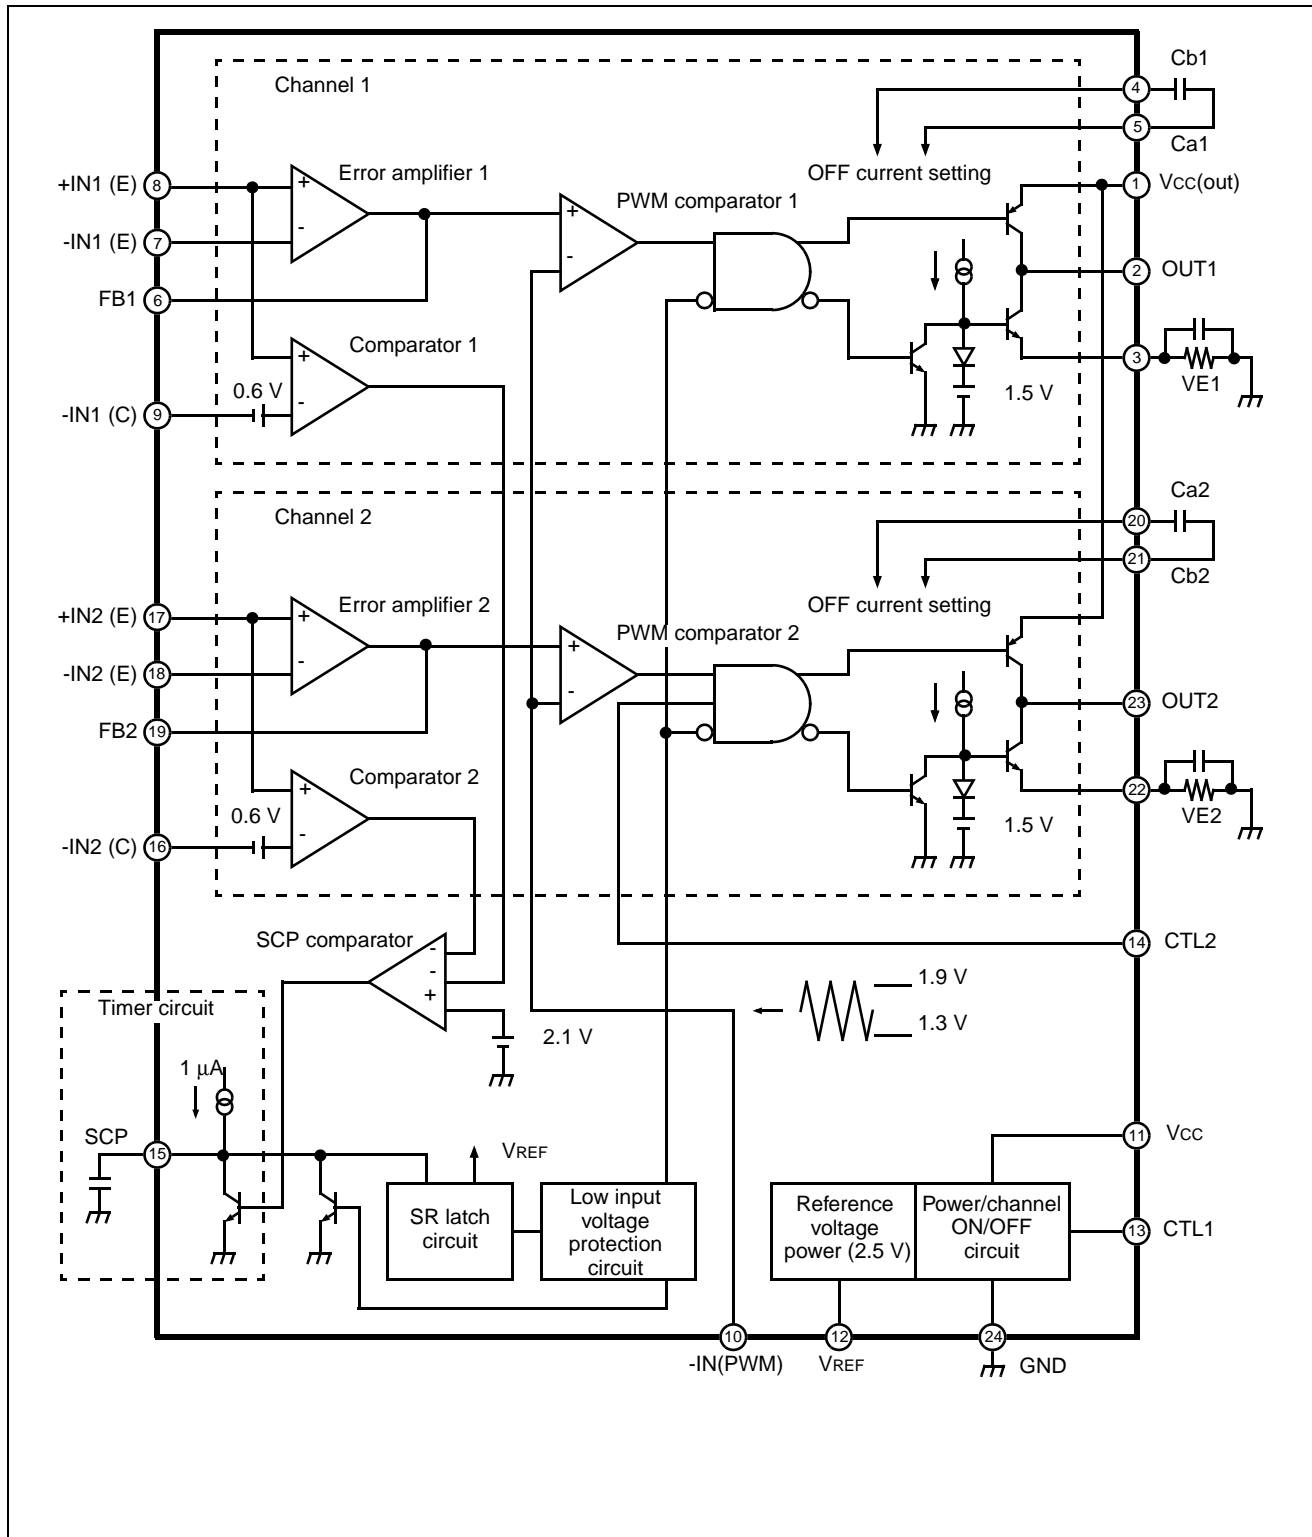 Channel 1
Cb1
4
5
Ca1
OFF current setting
+IN1 (E)
8
+
-
Error amplifier 1
PWM comparator 1
+
-
1
VCC(out)
-IN1 (E)
7
2
OUT1
FB1
6
Comparator 1
+
-
0.6 V
3
VE1
1.5 V
-IN1 (C)
9
Channel 2
Ca2
20
21
Cb2
OFF current setting
+IN2 (E)
17
+
-
Error amplifier 2
PWM comparator 2
+
-
-IN2 (E)
18
23
OUT2
FB2
19
Comparator 2
+
-
0.6 V
22
VE2
1.5 V
-IN2 (C)
16
SCP comparator
-
-
+
14
CTL2
1.9 V
1.3 V
2.1 V
Timer circuit
1 μA
SCP
15
VREF
SR latch
circuit
Low input
voltage
protection
circuit
Reference
voltage
power (2.5 V)
Power/channel
ON/OFF
circuit
11
VCC
13
CTL1
10
-IN(PWM)
12
VREF
24
GND